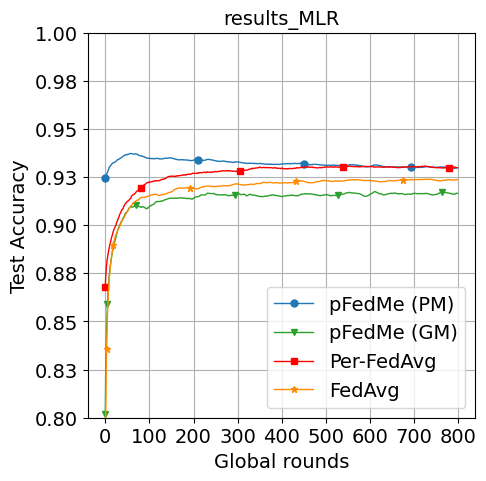 results_MLR
1.00
0.98
0.95
0.93
0.90
0.88
0.85
0.83
0.80
Test Accuracy
pFedMe (PM)
pFedMe (GM)
Per-FedAvg
FedAvg
0 100 200 300 400 500 600 700 800
Global rounds